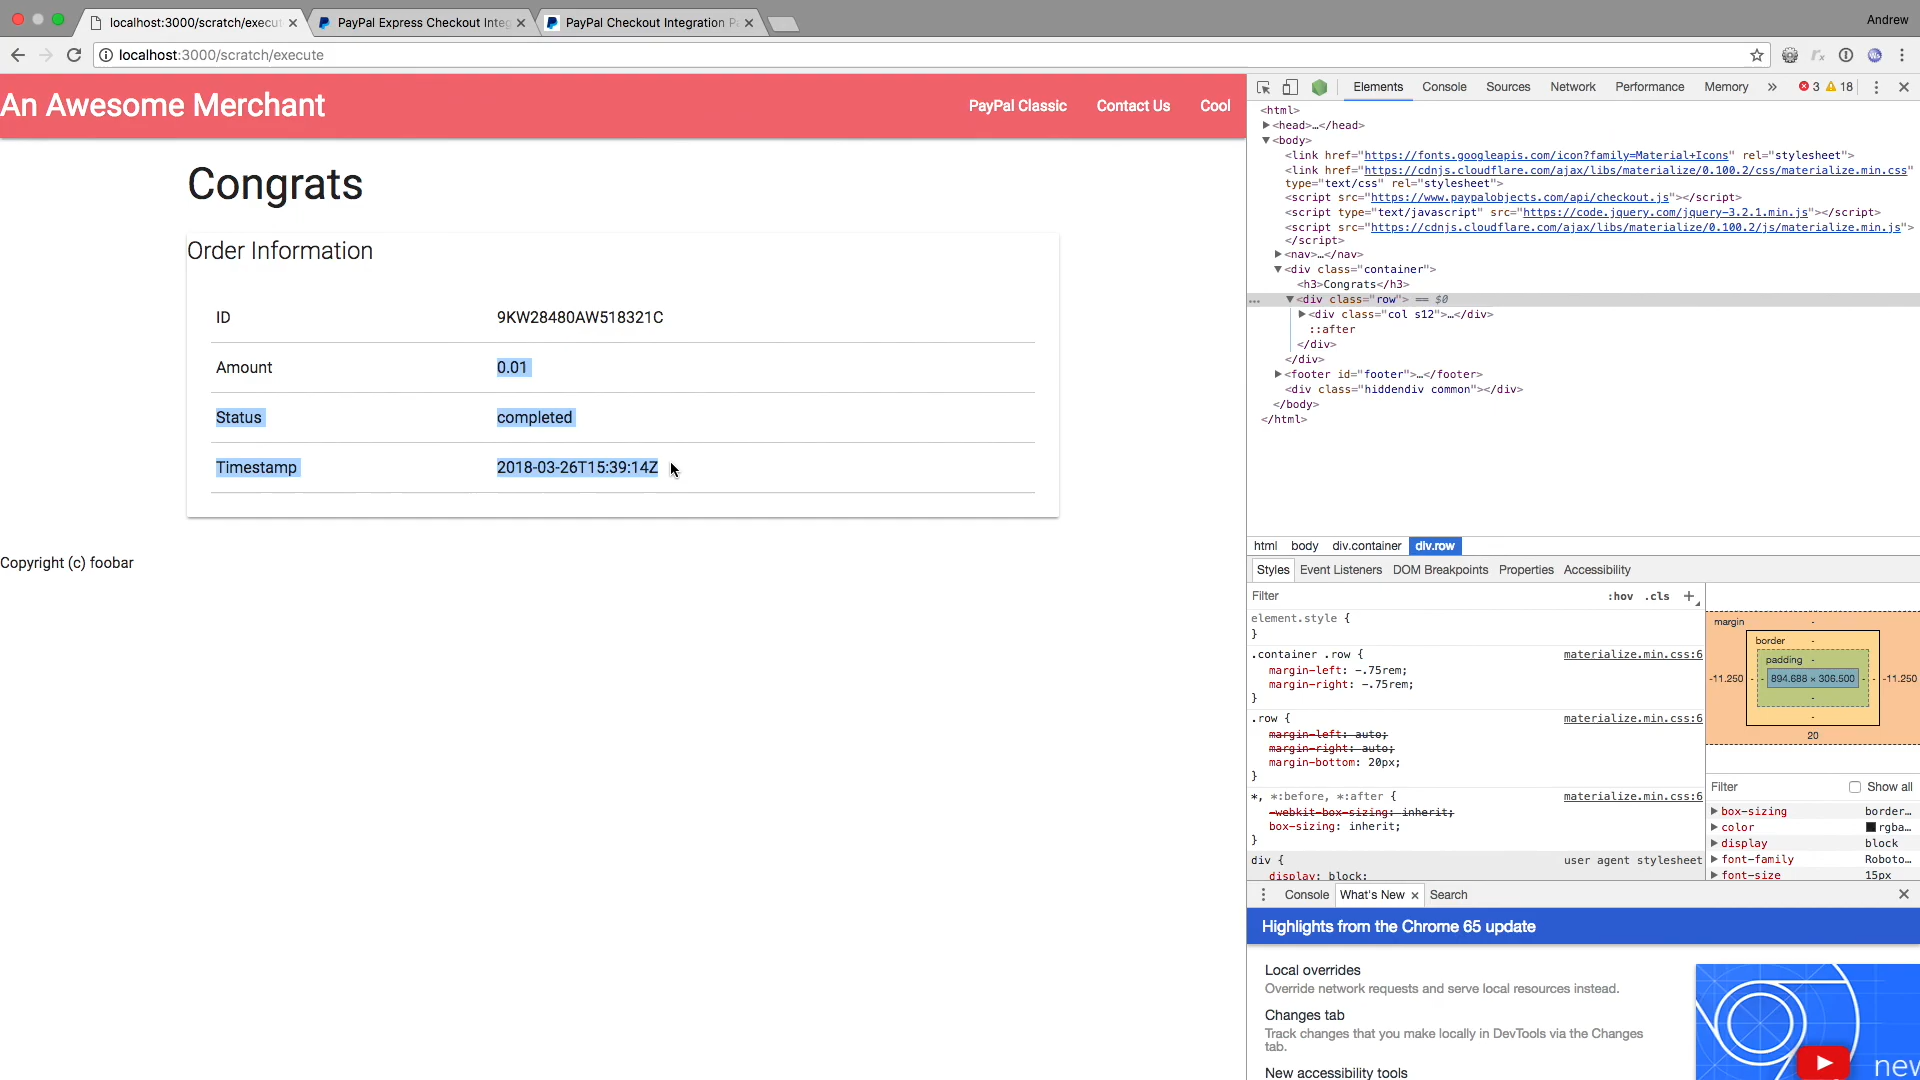 localhost:3000/scratch/execut
PayPal Express Checkout Integ
PayPal Checkout Integration P
Andrew
localhost:3000/scratch/execute
An Awesome Merchant
PayPal Classic
Contact Us
Cool
Congrats
Order Information
ID 9KW28480AW518321C
Amount 0.01
Status completed
Timestamp 2018-03-26T15:39:14Z
Copyright (c) foobar
Elements Console Sources Network Performance Memory » 3 18
<html>
<head>…</head>
<body>
<link href="https://fonts.googleapis.com/icon?family=Material+Icons" rel="stylesheet">
<link href="https://cdnjs.cloudflare.com/ajax/libs/materialize/0.100.2/css/materialize.min.css"
type="text/css" rel="stylesheet">
<script src="https://www.paypalobjects.com/api/checkout.js"></script>
<script type="text/javascript" src="https://code.jquery.com/jquery-3.2.1.min.js"></script>
<script src="https://cdnjs.cloudflare.com/ajax/libs/materialize/0.100.2/js/materialize.min.js">
</script>
<nav>…</nav>
<div class="container">
<h3>Congrats</h3>
… <div class="row"> == $0
<div class="col s12">…</div>
::after
</div>
</div>
<footer id="footer">…</footer>
<div class="hiddendiv common"></div>
</body>
</html>
html body div.container div.row
Styles Event Listeners DOM Breakpoints Properties Accessibility
Filter :hov .cls +
element.style {
}
.container .row { materialize.min.css:6
margin-left: -.75rem;
margin-right: -.75rem;
}
.row { materialize.min.css:6
margin-left: auto;
margin-right: auto;
margin-bottom: 20px;
}
*, *:before, *:after { materialize.min.css:6
-webkit-box-sizing: inherit;
box-sizing: inherit;
}
div { user agent stylesheet
display: block;
margin -
border -
padding -
-11.250 - - 894.688 × 306.500 - - -11.250
-
-
20
Filter Show all
box-sizing border…
color rgba…
display block
font-family Roboto…
font-size 15px
Console What's New × Search
Highlights from the Chrome 65 update
Local overrides
Override network requests and serve local resources instead.
Changes tab
Track changes that you make locally in DevTools via the Changes
tab.
New accessibility tools
new